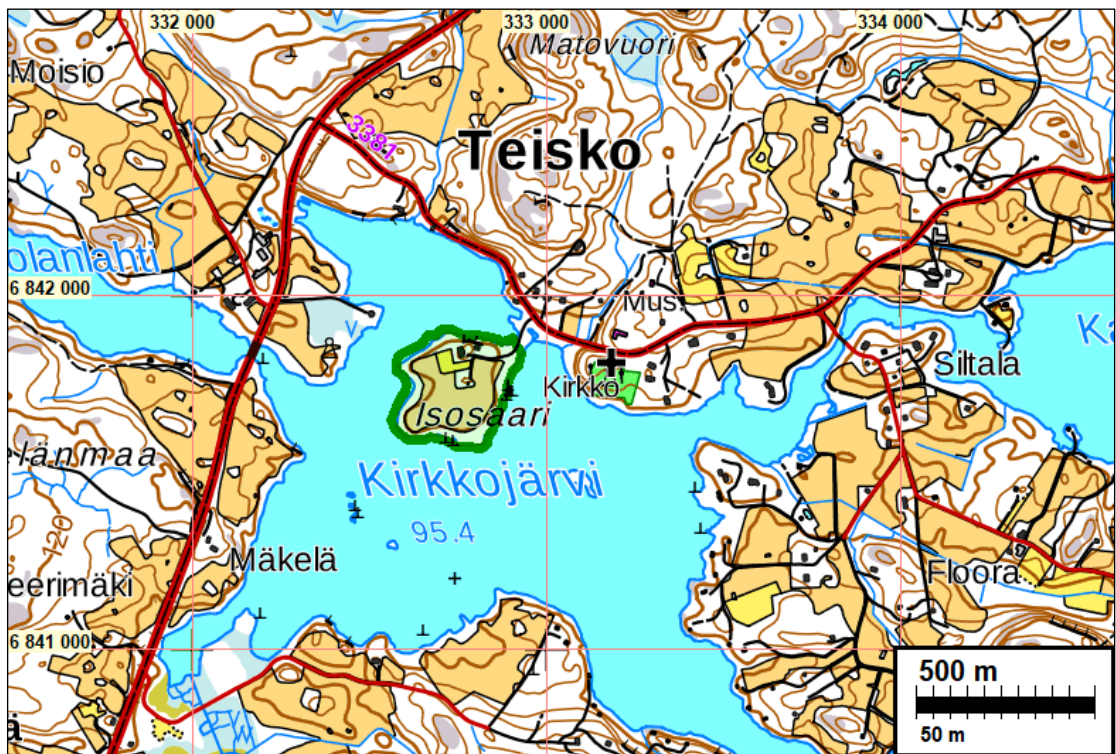 332 000
333 000
334 000
Matovuori
Moisio
3381
Teisko
olanlahti
6 842 000
Mus.
Siltala
Kirkko
Isosaari
elänmaa
Kirkkojärvi
95.4
120
Mäkelä
Floora
eerimäki
6 841 000
500 m
50 m